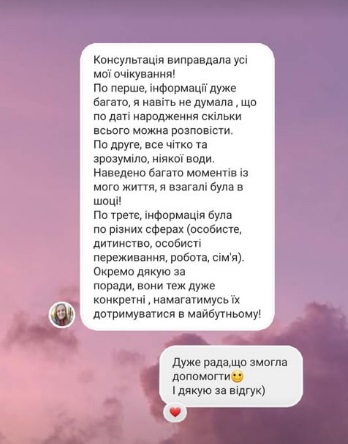 Консультація виправдала усі
мої очікування!
По перше, інформації дуже
багато, я навіть не думала , що
по даті народження скільки
всього можна розповісти.
По друге, все чітко та
зрозуміло, ніякої води.
Наведено багато моментів із
мого життя, я взагалі була в
шоці!
По третє, інформація була
по різних сферах (особисте,
дитинство, особисті
переживання, робота, сім'я).
Окремо дякую за
поради, вони теж дуже
конкретні , намагатимусь їх
дотримуватися в майбутньому!
Дуже рада,що змогла
допомогти🙂
І дякую за відгук)